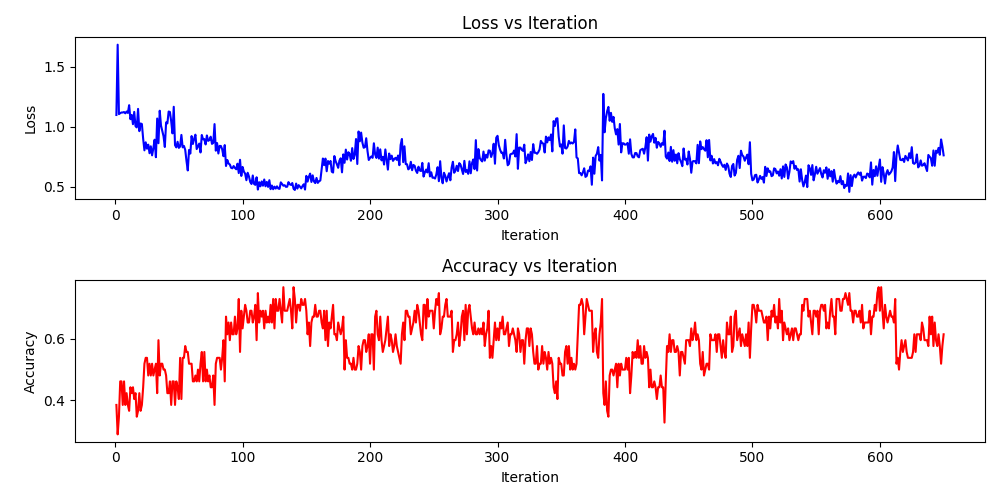 Loss vs Iteration
1.5
1.0
0.5
Loss
0 100 200 300 400 500 600
Iteration
Accuracy vs Iteration
0.6
0.4
Accuracy
0 100 200 300 400 500 600
Iteration